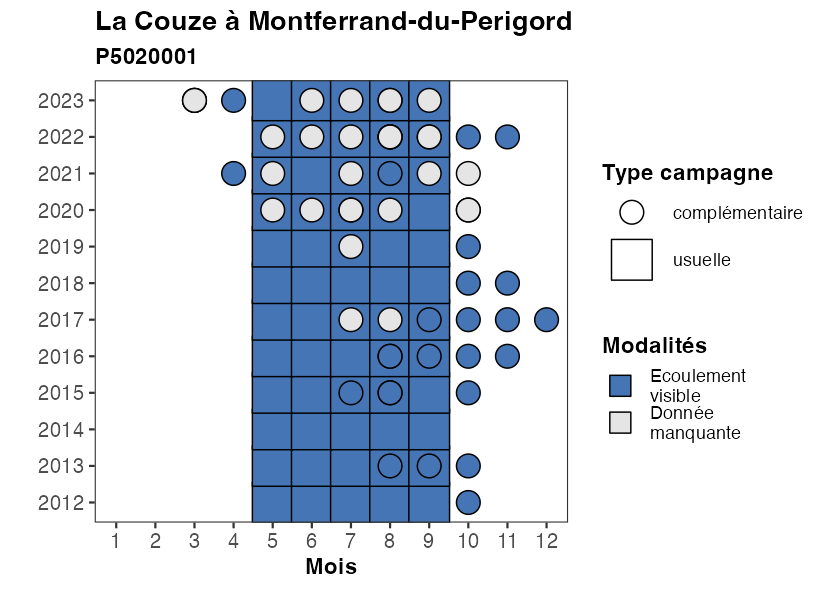 La Couze à Montferrand-du-Perigord
P5020001
2023
2022
2021
2020
2019
2018
2017
2016
2015
2014
2013
2012
1 2 3 4 5 6 7 8 9 10 11 12
Mois
Type campagne
complémentaire
usuelle
Modalités
Ecoulement
visible
Donnée
manquante